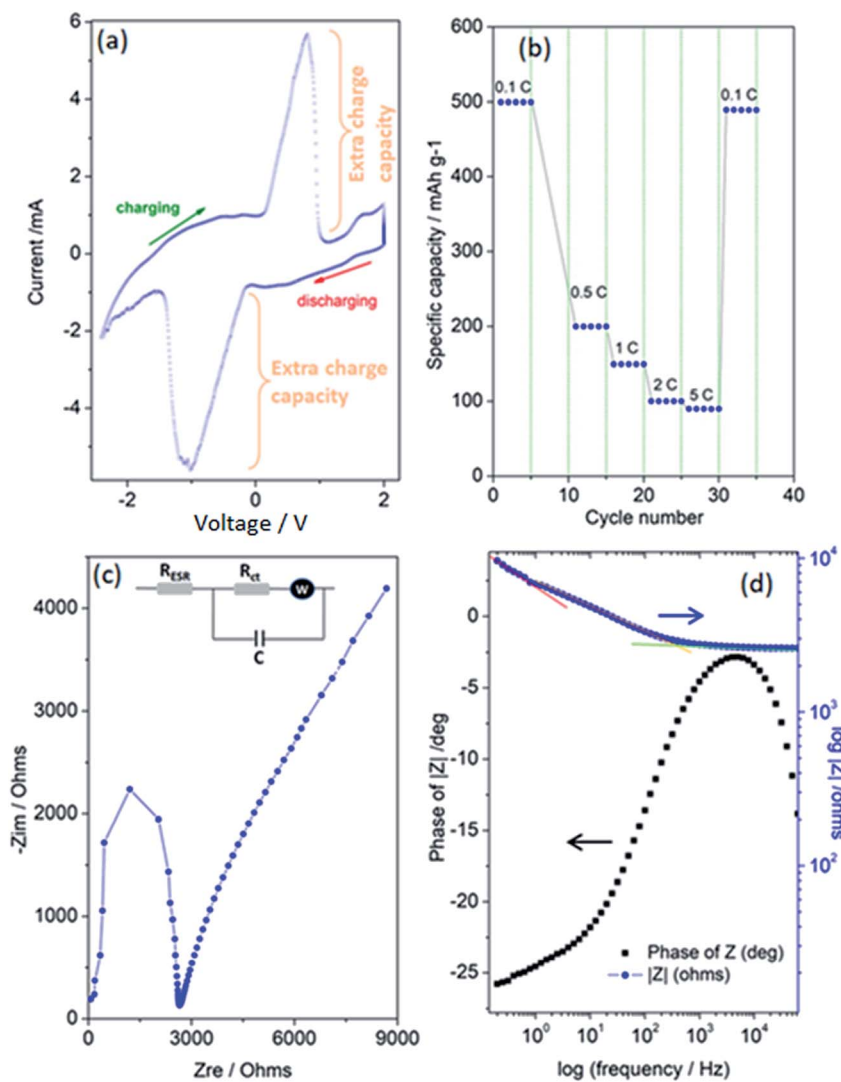 (a)
6
4
2
0
-2
-4
Current /mA
-2
0
2
Voltage / V
charging
discharging
Extra charge
capacity
Extra charge
capacity
(b)
600
500
400
300
200
100
0
Specific capacity / mAh g-1
0.1 C
0.5 C
1 C
2 C
5 C
0.1 C
0
10
20
30
40
Cycle number
(c)
4000
3000
2000
1000
0
-Zim / Ohms
R_ESR
R_ct
W
C
0
3000
6000
9000
Zre / Ohms
(d)
0
-5
-10
-15
-20
-25
Phase of |Z| /deg
10^4
10^3
10^2
log |Z| /ohms
Phase of Z (deg)
|Z| (ohms)
10^0
10^1
10^2
10^3
10^4
log (frequency / Hz)